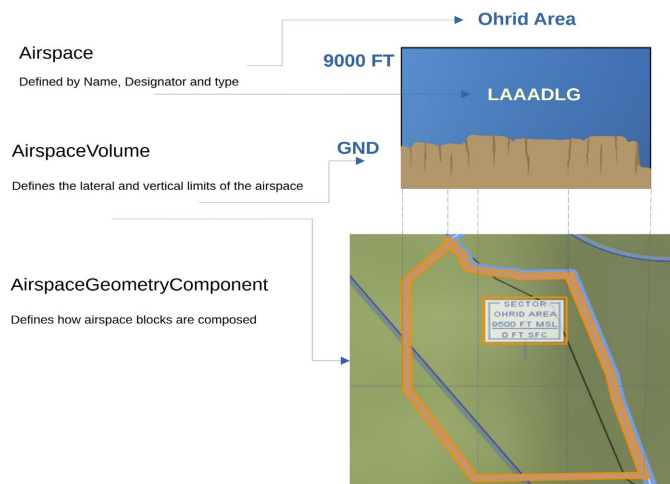 Ohrid Area
Airspace
Defined by Name, Designator and type
9000 FT
LAAADLG
AirspaceVolume
GND
Defines the lateral and vertical limits of the airspace
AirspaceGeometryComponent
Defines how airspace blocks are composed
SECTOR
OHRID AREA
9500 FT MSL
0 FT SFC